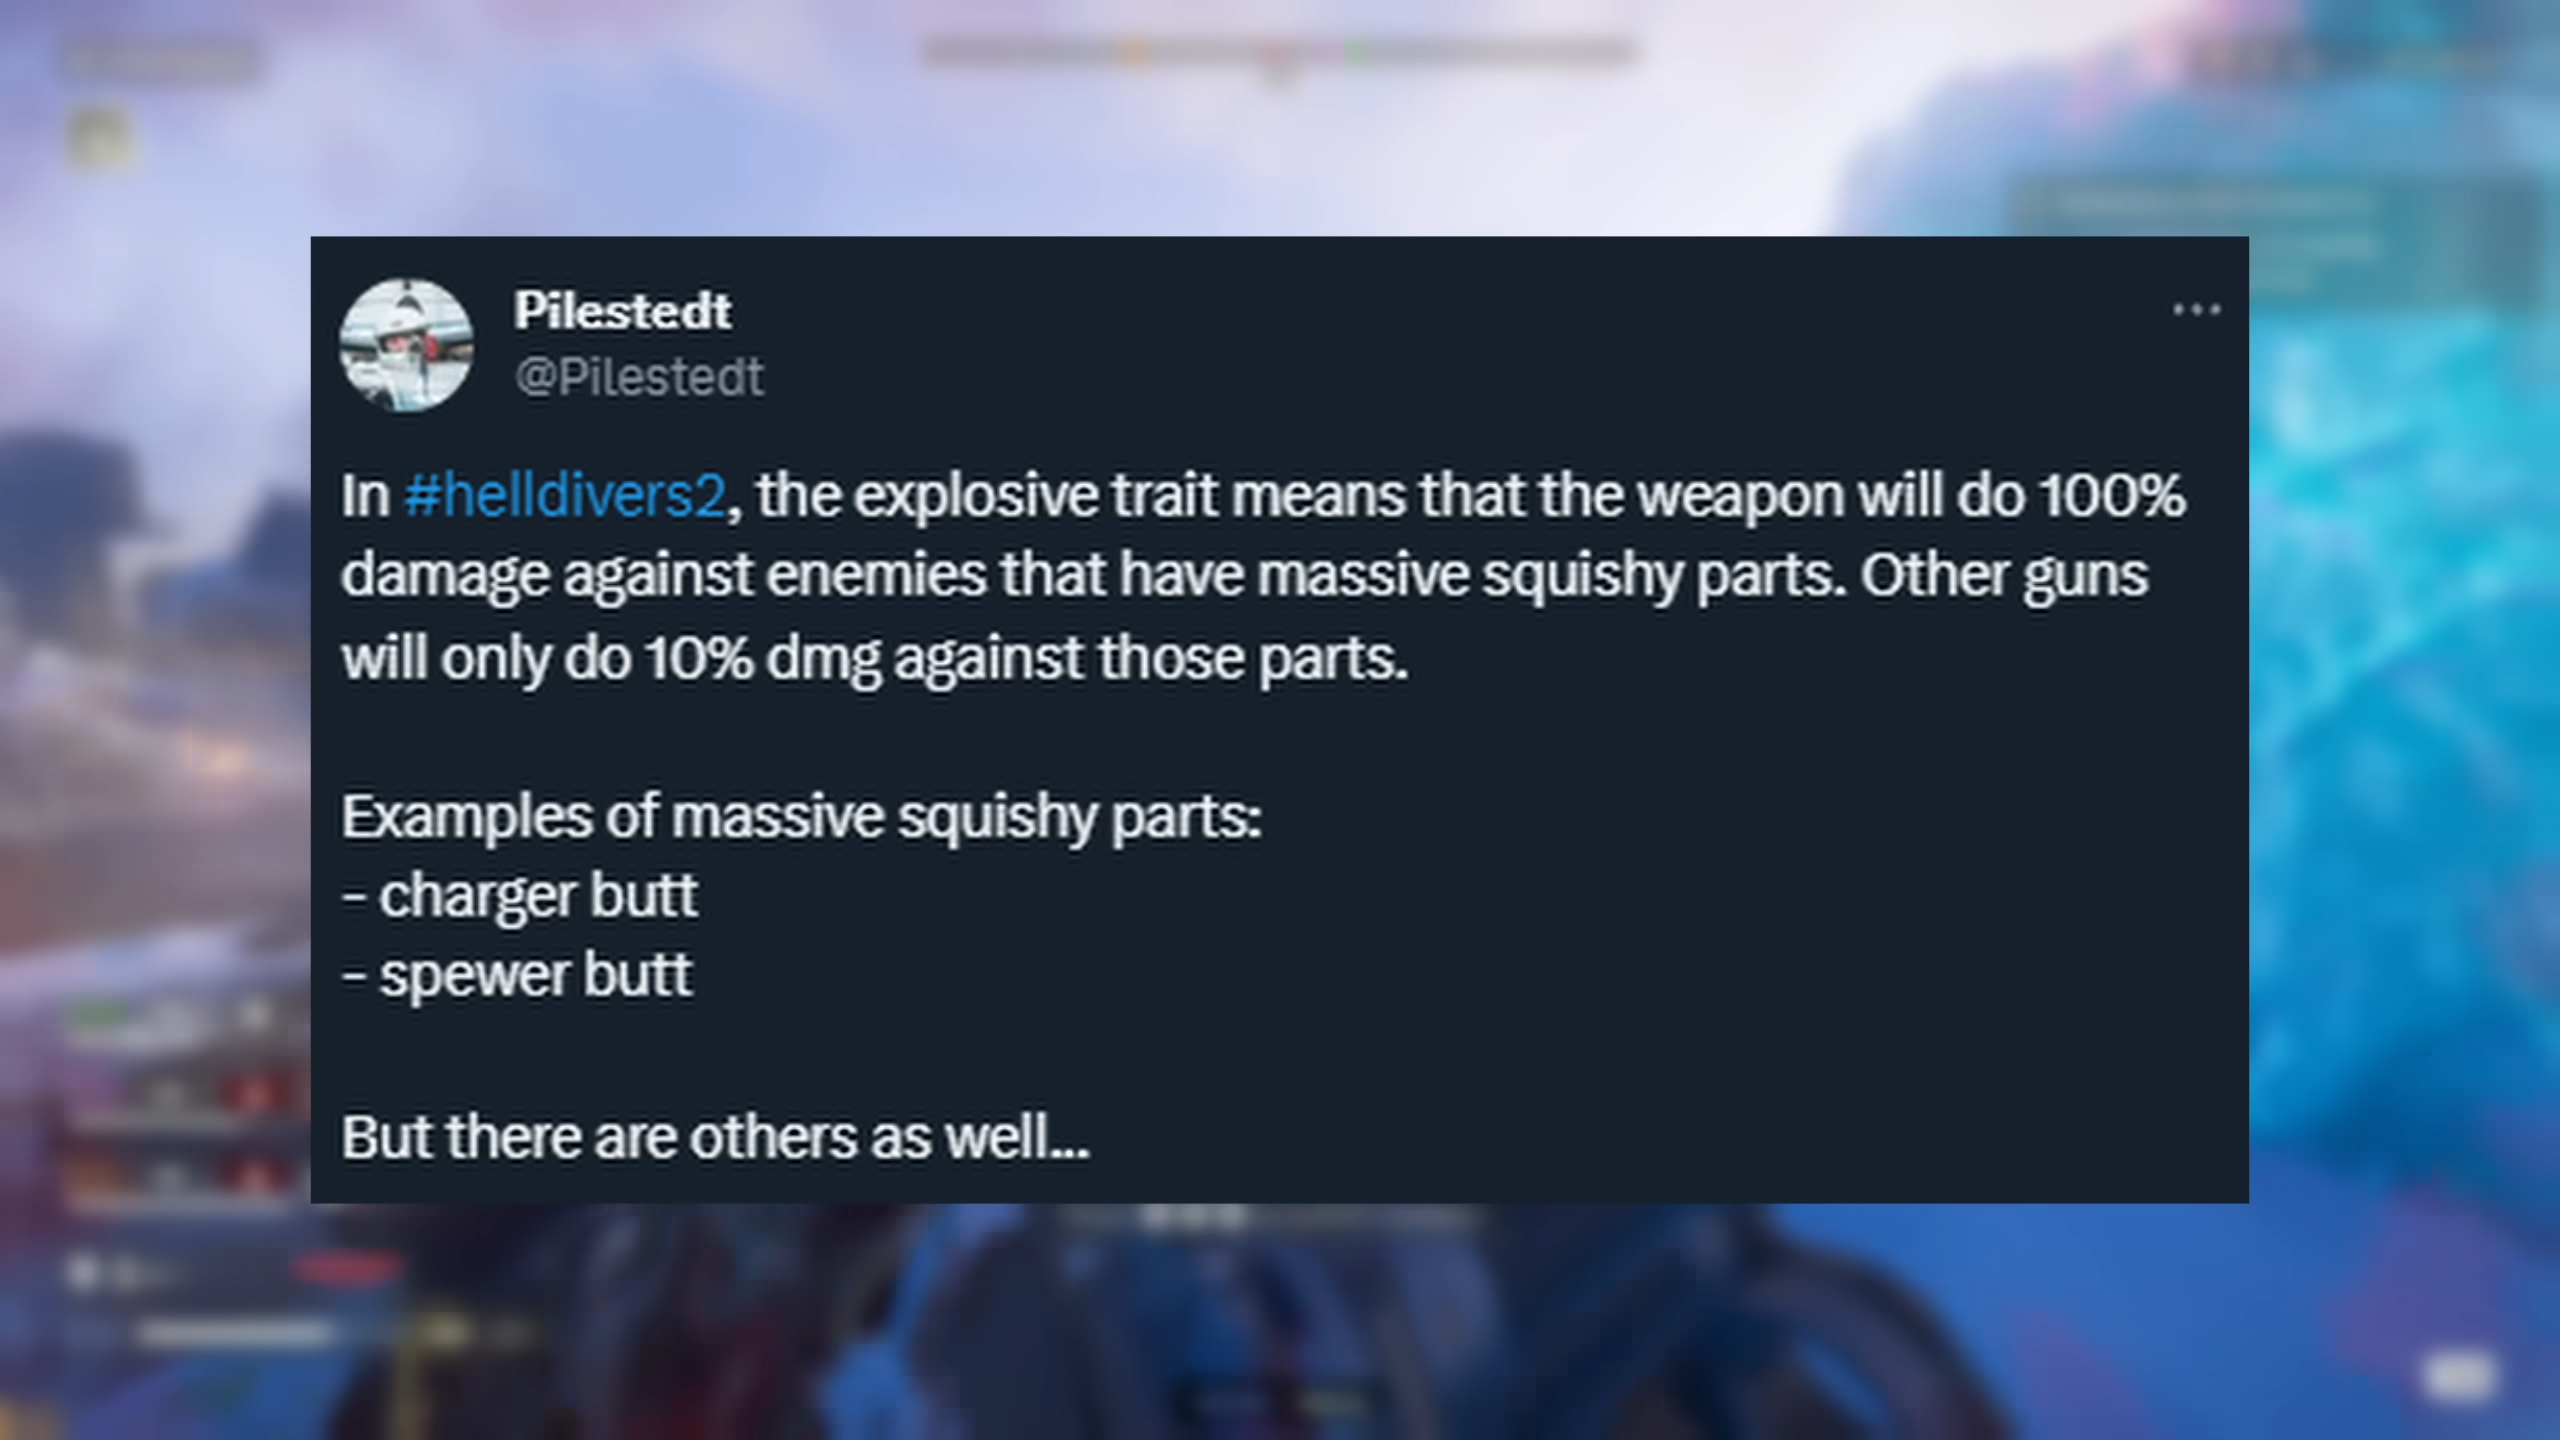 Pilestedt
@Pilestedt
In #helldivers2, the explosive trait means that the weapon will do 100%
damage against enemies that have massive squishy parts. Other guns
will only do 10% dmg against those parts.
Examples of massive squishy parts:
- charger butt
- spewer butt
But there are others as well...